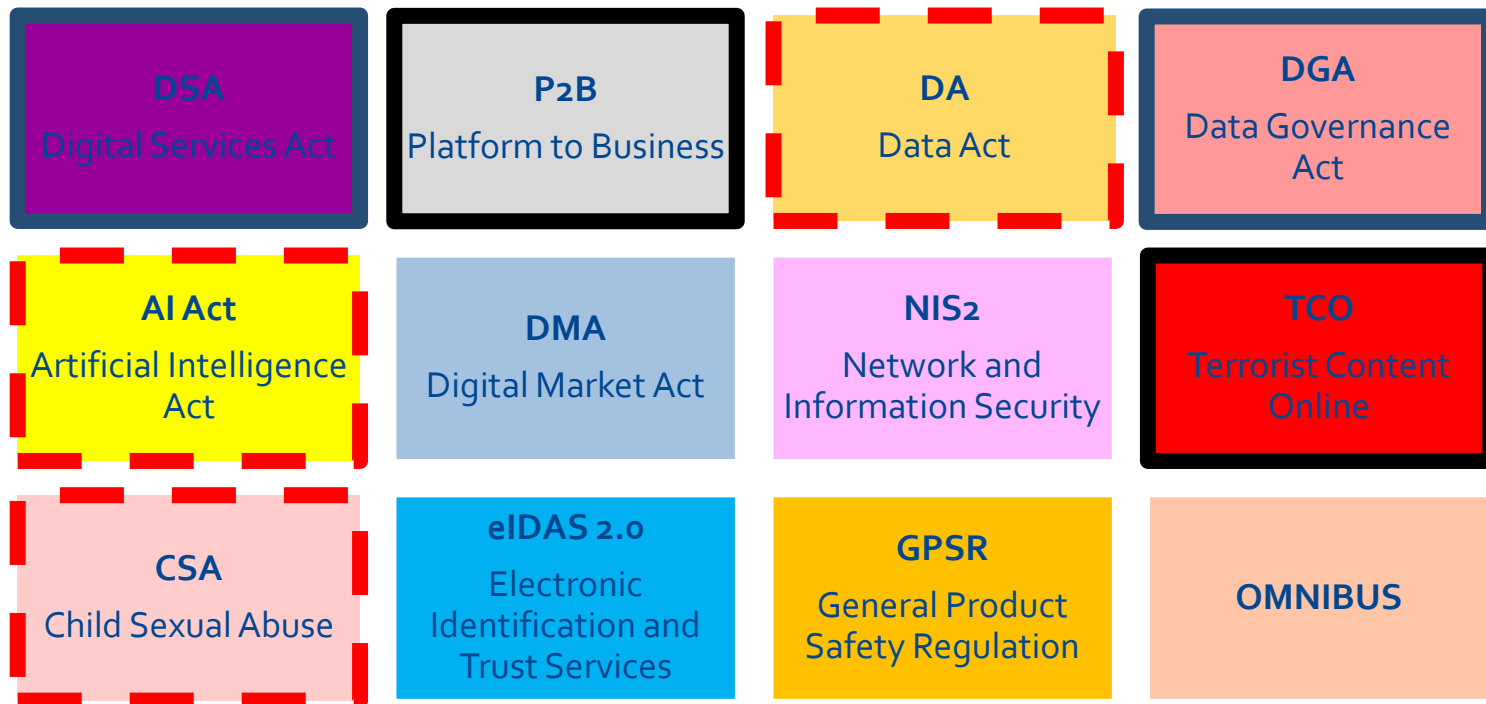 DSA
Digital Services Act
P2B
Platform to Business
DA
Data Act
DGA
Data Governance
Act
AI Act
Artificial Intelligence
Act
DMA
Digital Market Act
NIS2
Network and
Information Security
TCO
Terrorist Content
Online
CSA
Child Sexual Abuse
eIDAS 2.0
Electronic
Identification and
Trust Services
GPSR
General Product
Safety Regulation
OMNIBUS